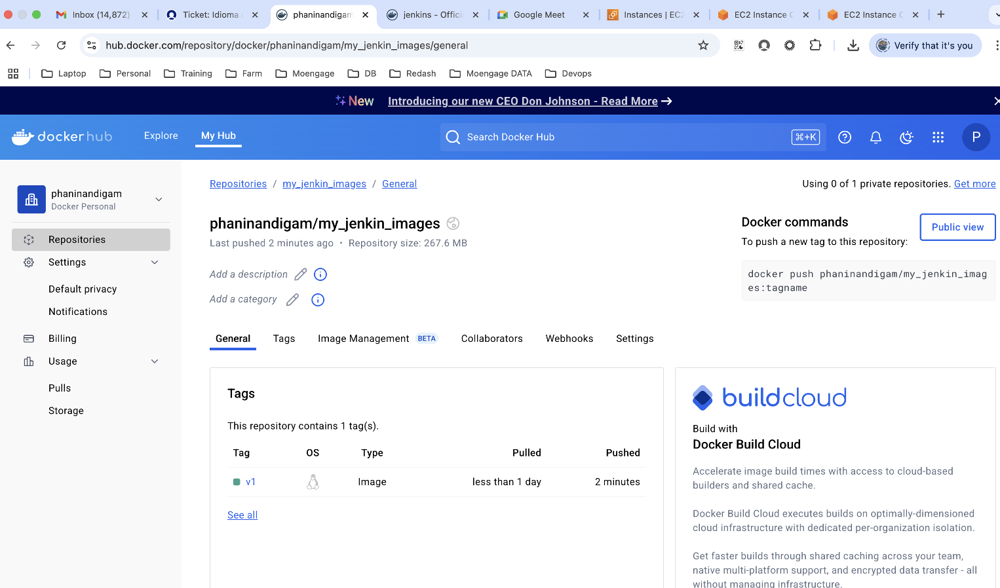 Inbox (14,872)
Ticket: Idioma
phaninandigam
jenkins - Offici
Google Meet
Instances | EC2
EC2 Instance C
EC2 Instance C
hub.docker.com/repository/docker/phaninandigam/my_jenkin_images/general
Verify that it's you
Laptop
Personal
Training
Farm
Moengage
DB
Redash
Moengage DATA
Devops
New Introducing our new CEO Don Johnson - Read More →
dockerhub
Explore
My Hub
Search Docker Hub
⌘+K
P
phaninandigam
Docker Personal
Repositories
Settings
Default privacy
Notifications
Billing
Usage
Pulls
Storage
Repositories / my_jenkin_images / General
Using 0 of 1 private repositories. Get more
phaninandigam/my_jenkin_images
Last pushed 2 minutes ago • Repository size: 267.6 MB
Add a description
Add a category
Docker commands
Public view
To push a new tag to this repository:
docker push phaninandigam/my_jenkin_imag
es:tagname
General
Tags
Image Management BETA
Collaborators
Webhooks
Settings
Tags
This repository contains 1 tag(s).
Tag OS Type Pulled Pushed
v1 Image less than 1 day 2 minutes
See all
buildcloud
Build with
Docker Build Cloud
Accelerate image build times with access to cloud-based
builders and shared cache.
Docker Build Cloud executes builds on optimally-dimensioned
cloud infrastructure with dedicated per-organization isolation.
Get faster builds through shared caching across your team,
native multi-platform support, and encrypted data transfer - all
without managing infrastructure.